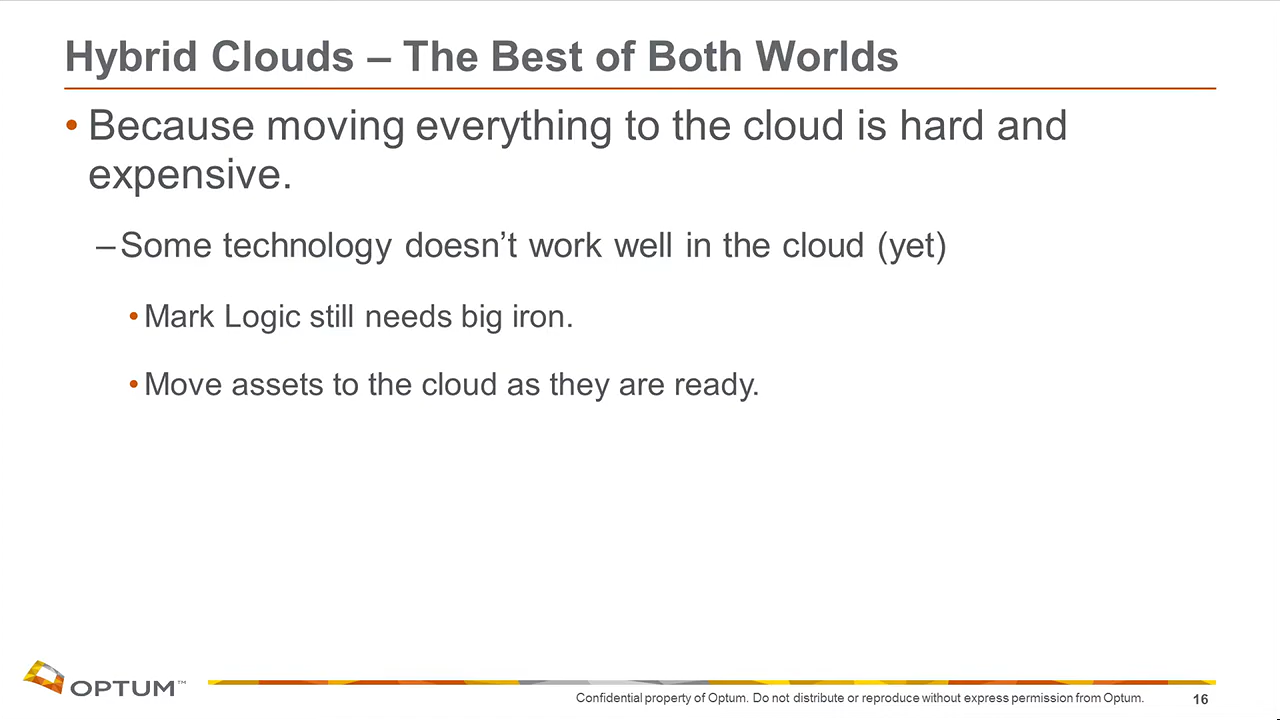 Hybrid Clouds – The Best of Both Worlds
• Because moving everything to the cloud is hard and
expensive.
– Some technology doesn’t work well in the cloud (yet)
• Mark Logic still needs big iron.
• Move assets to the cloud as they are ready.
OPTUM™
Confidential property of Optum. Do not distribute or reproduce without express permission from Optum.
16